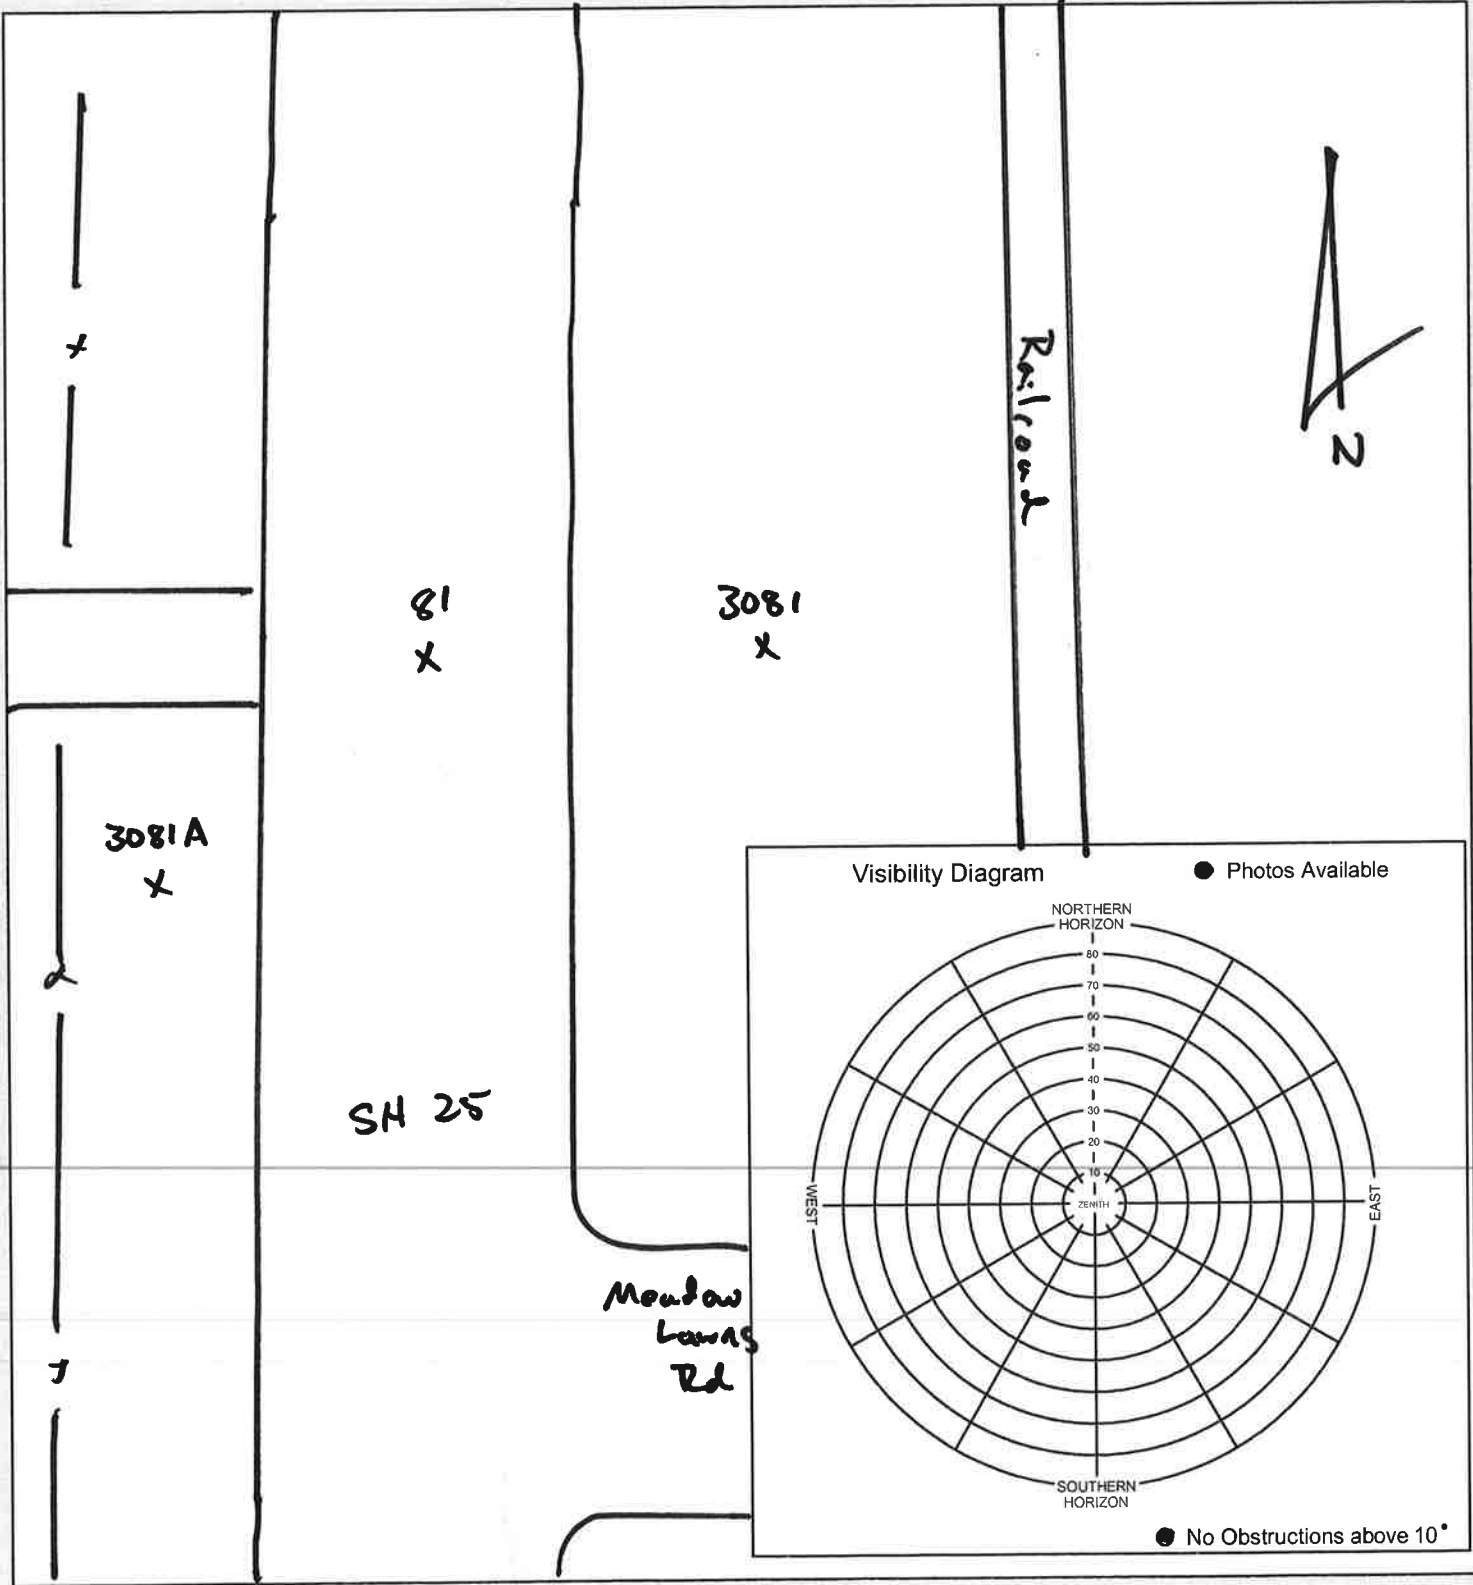 x
Railroad
N
81
x
3081
x
3081A
x
x
SH 25
Meadow
Lawns
Rd
x
Visibility Diagram
● Photos Available
NORTHERN
HORIZON
80
70
60
50
40
30
20
10
ZENITH
WEST
EAST
SOUTHERN
HORIZON
● No Obstructions above 10°